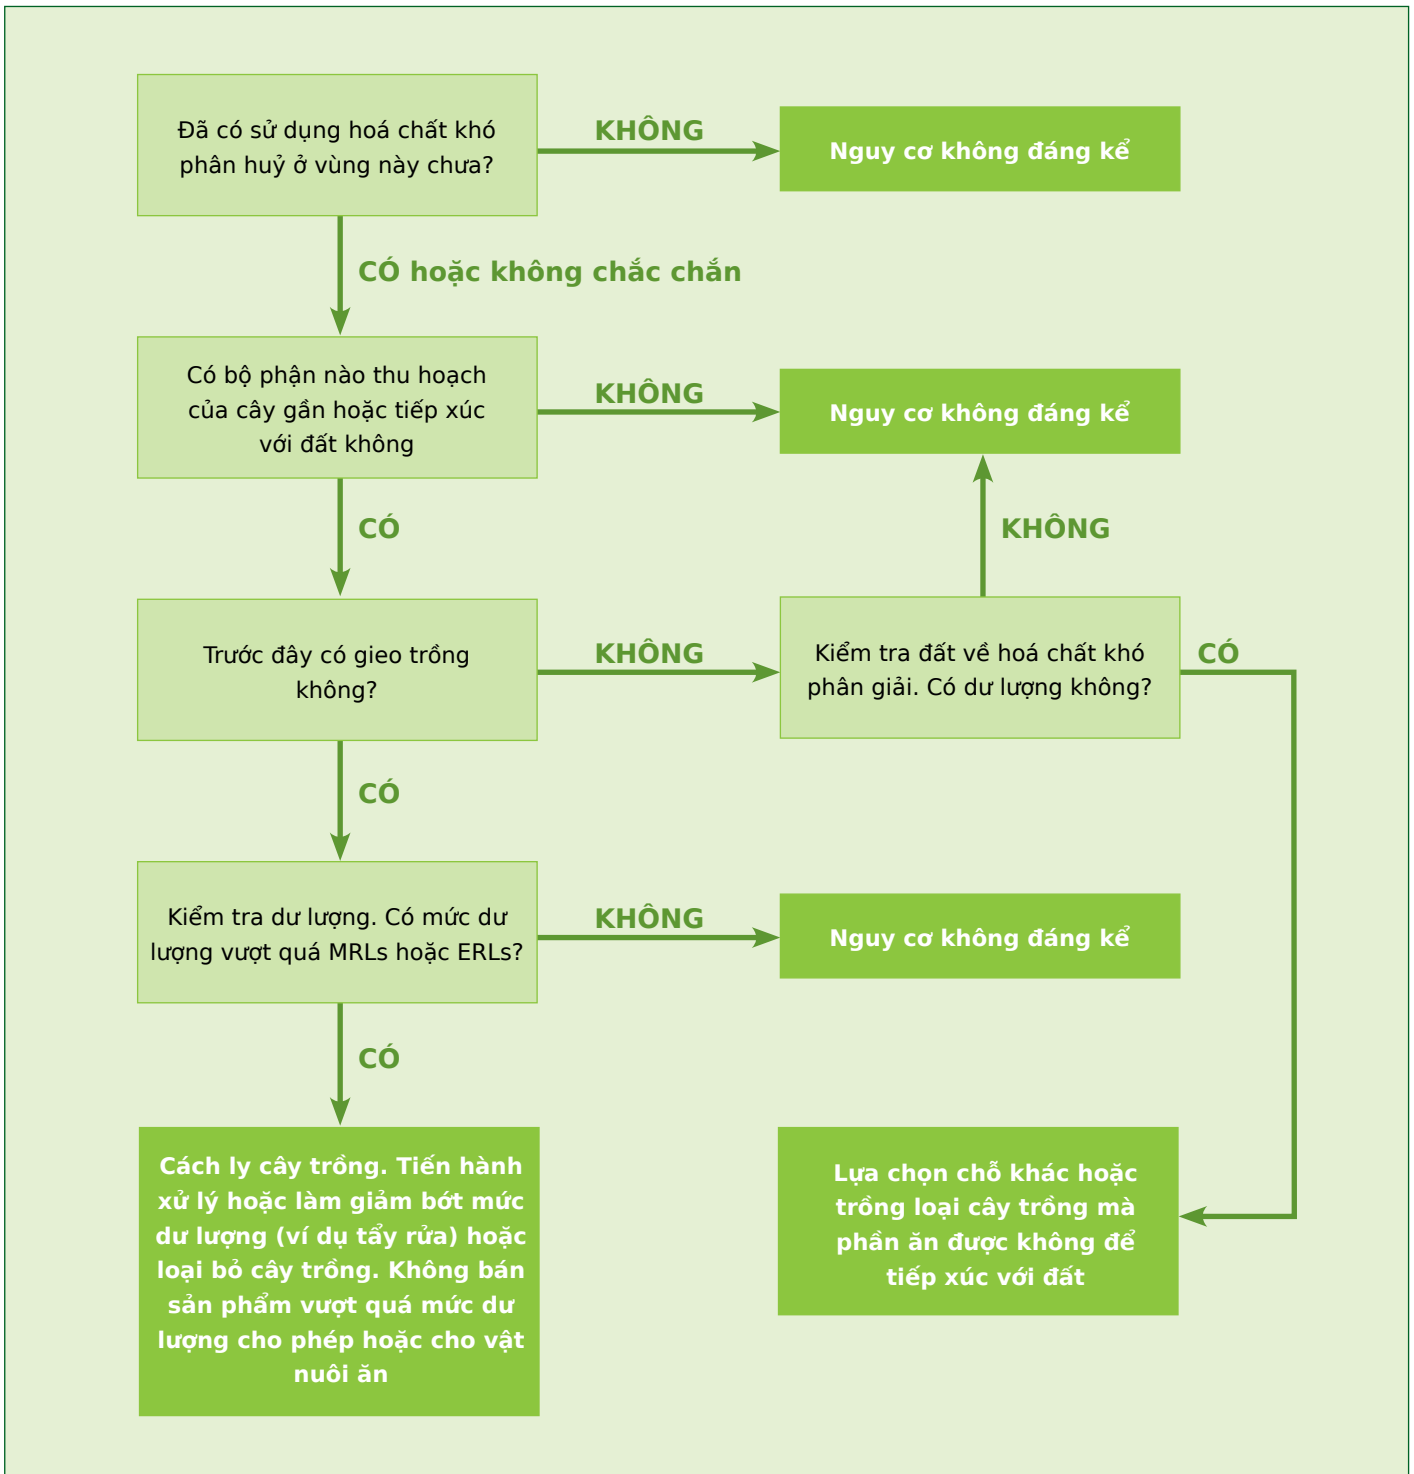 Đã có sử dụng hoá chất khó
phân huỷ ở vùng này chưa?
KHÔNG
Nguy cơ không đáng kể
CÓ hoặc không chắc chắn
Có bộ phận nào thu hoạch
của cây gần hoặc tiếp xúc
với đất không
KHÔNG
Nguy cơ không đáng kể
CÓ
KHÔNG
Trước đây có gieo trồng
không?
KHÔNG
Kiểm tra đất về hoá chất khó
phân giải. Có dư lượng không?
CÓ
CÓ
Kiểm tra dư lượng. Có mức dư
lượng vượt quá MRLs hoặc ERLs?
KHÔNG
Nguy cơ không đáng kể
CÓ
Cách ly cây trồng. Tiến hành
xử lý hoặc làm giảm bớt mức
dư lượng (ví dụ tẩy rửa) hoặc
loại bỏ cây trồng. Không bán
sản phẩm vượt quá mức dư
lượng cho phép hoặc cho vật
nuôi ăn
Lựa chọn chỗ khác hoặc
trồng loại cây trồng mà
phần ăn được không để
tiếp xúc với đất